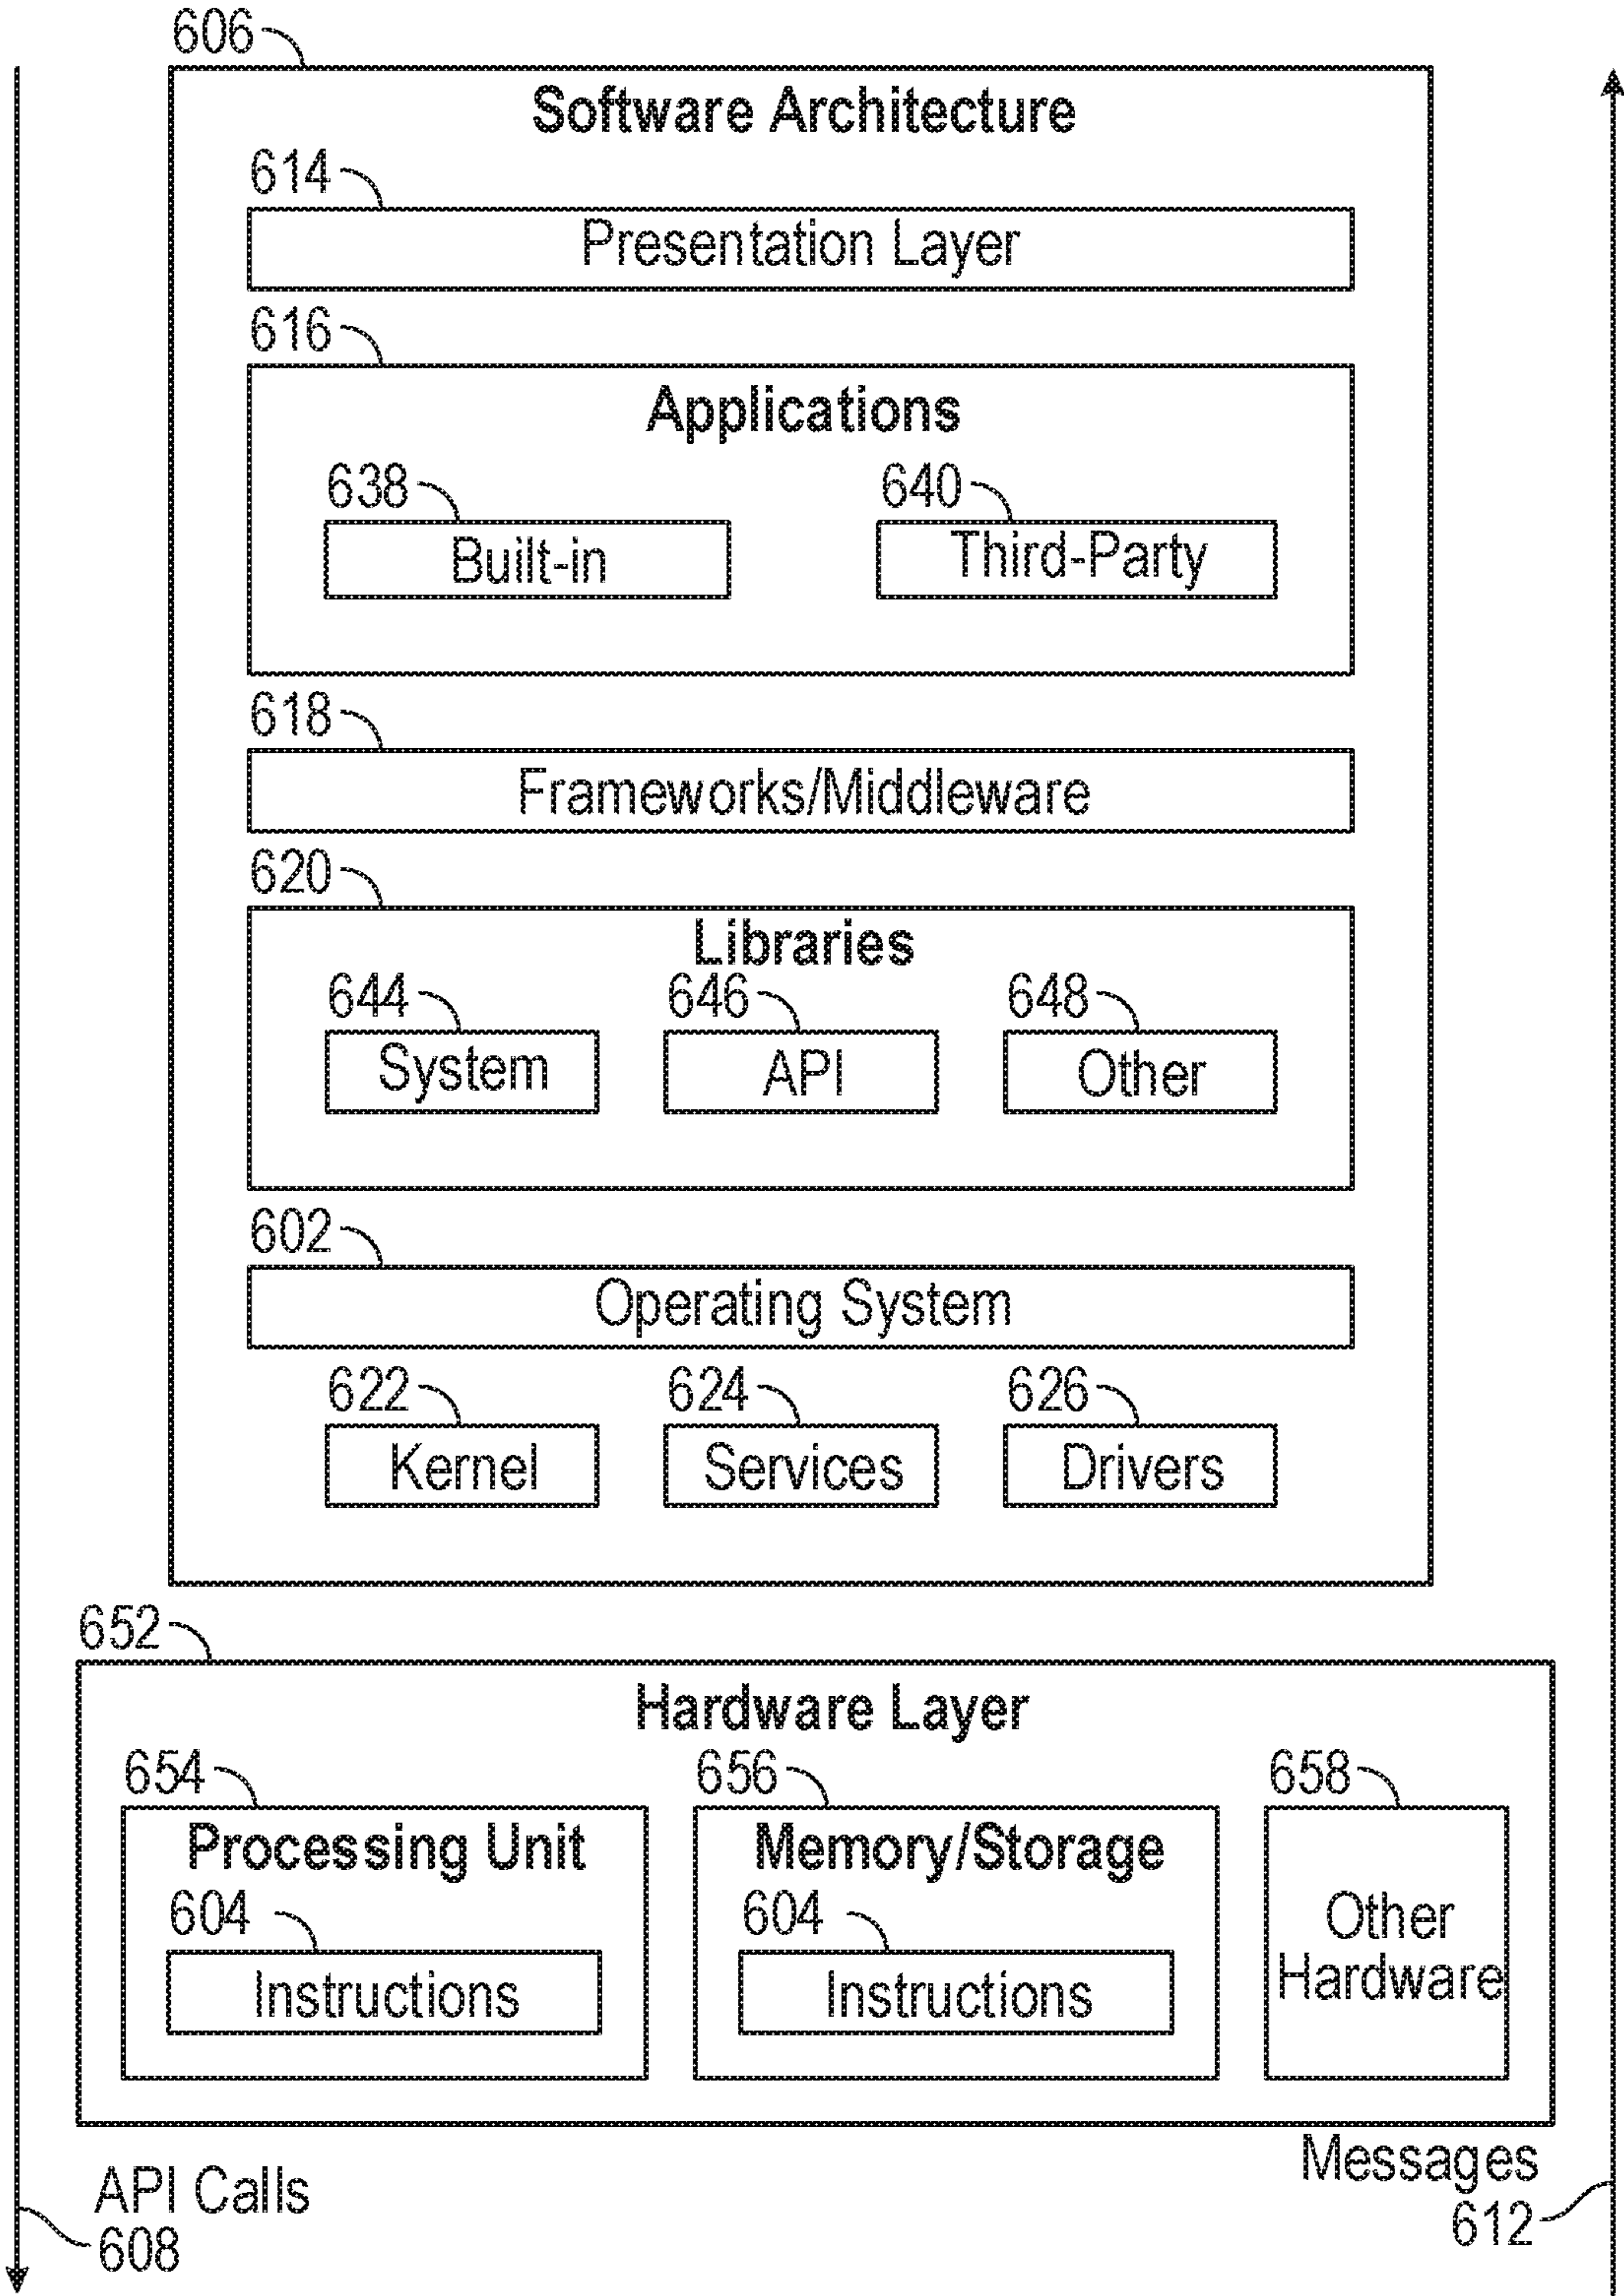 606
Software Architecture
614
Presentation Layer
616
Applications
638 640
Built-in Third-Party
618
Frameworks/Middleware
620
Libraries
644 646 648
System API Other
602
Operating System
622 624 626
Kernel Services Drivers
652
Hardware Layer
654 656 658
Processing Unit Memory/Storage
604 604
Instructions Instructions
Other
Hardware
API Calls
608
Messages
612